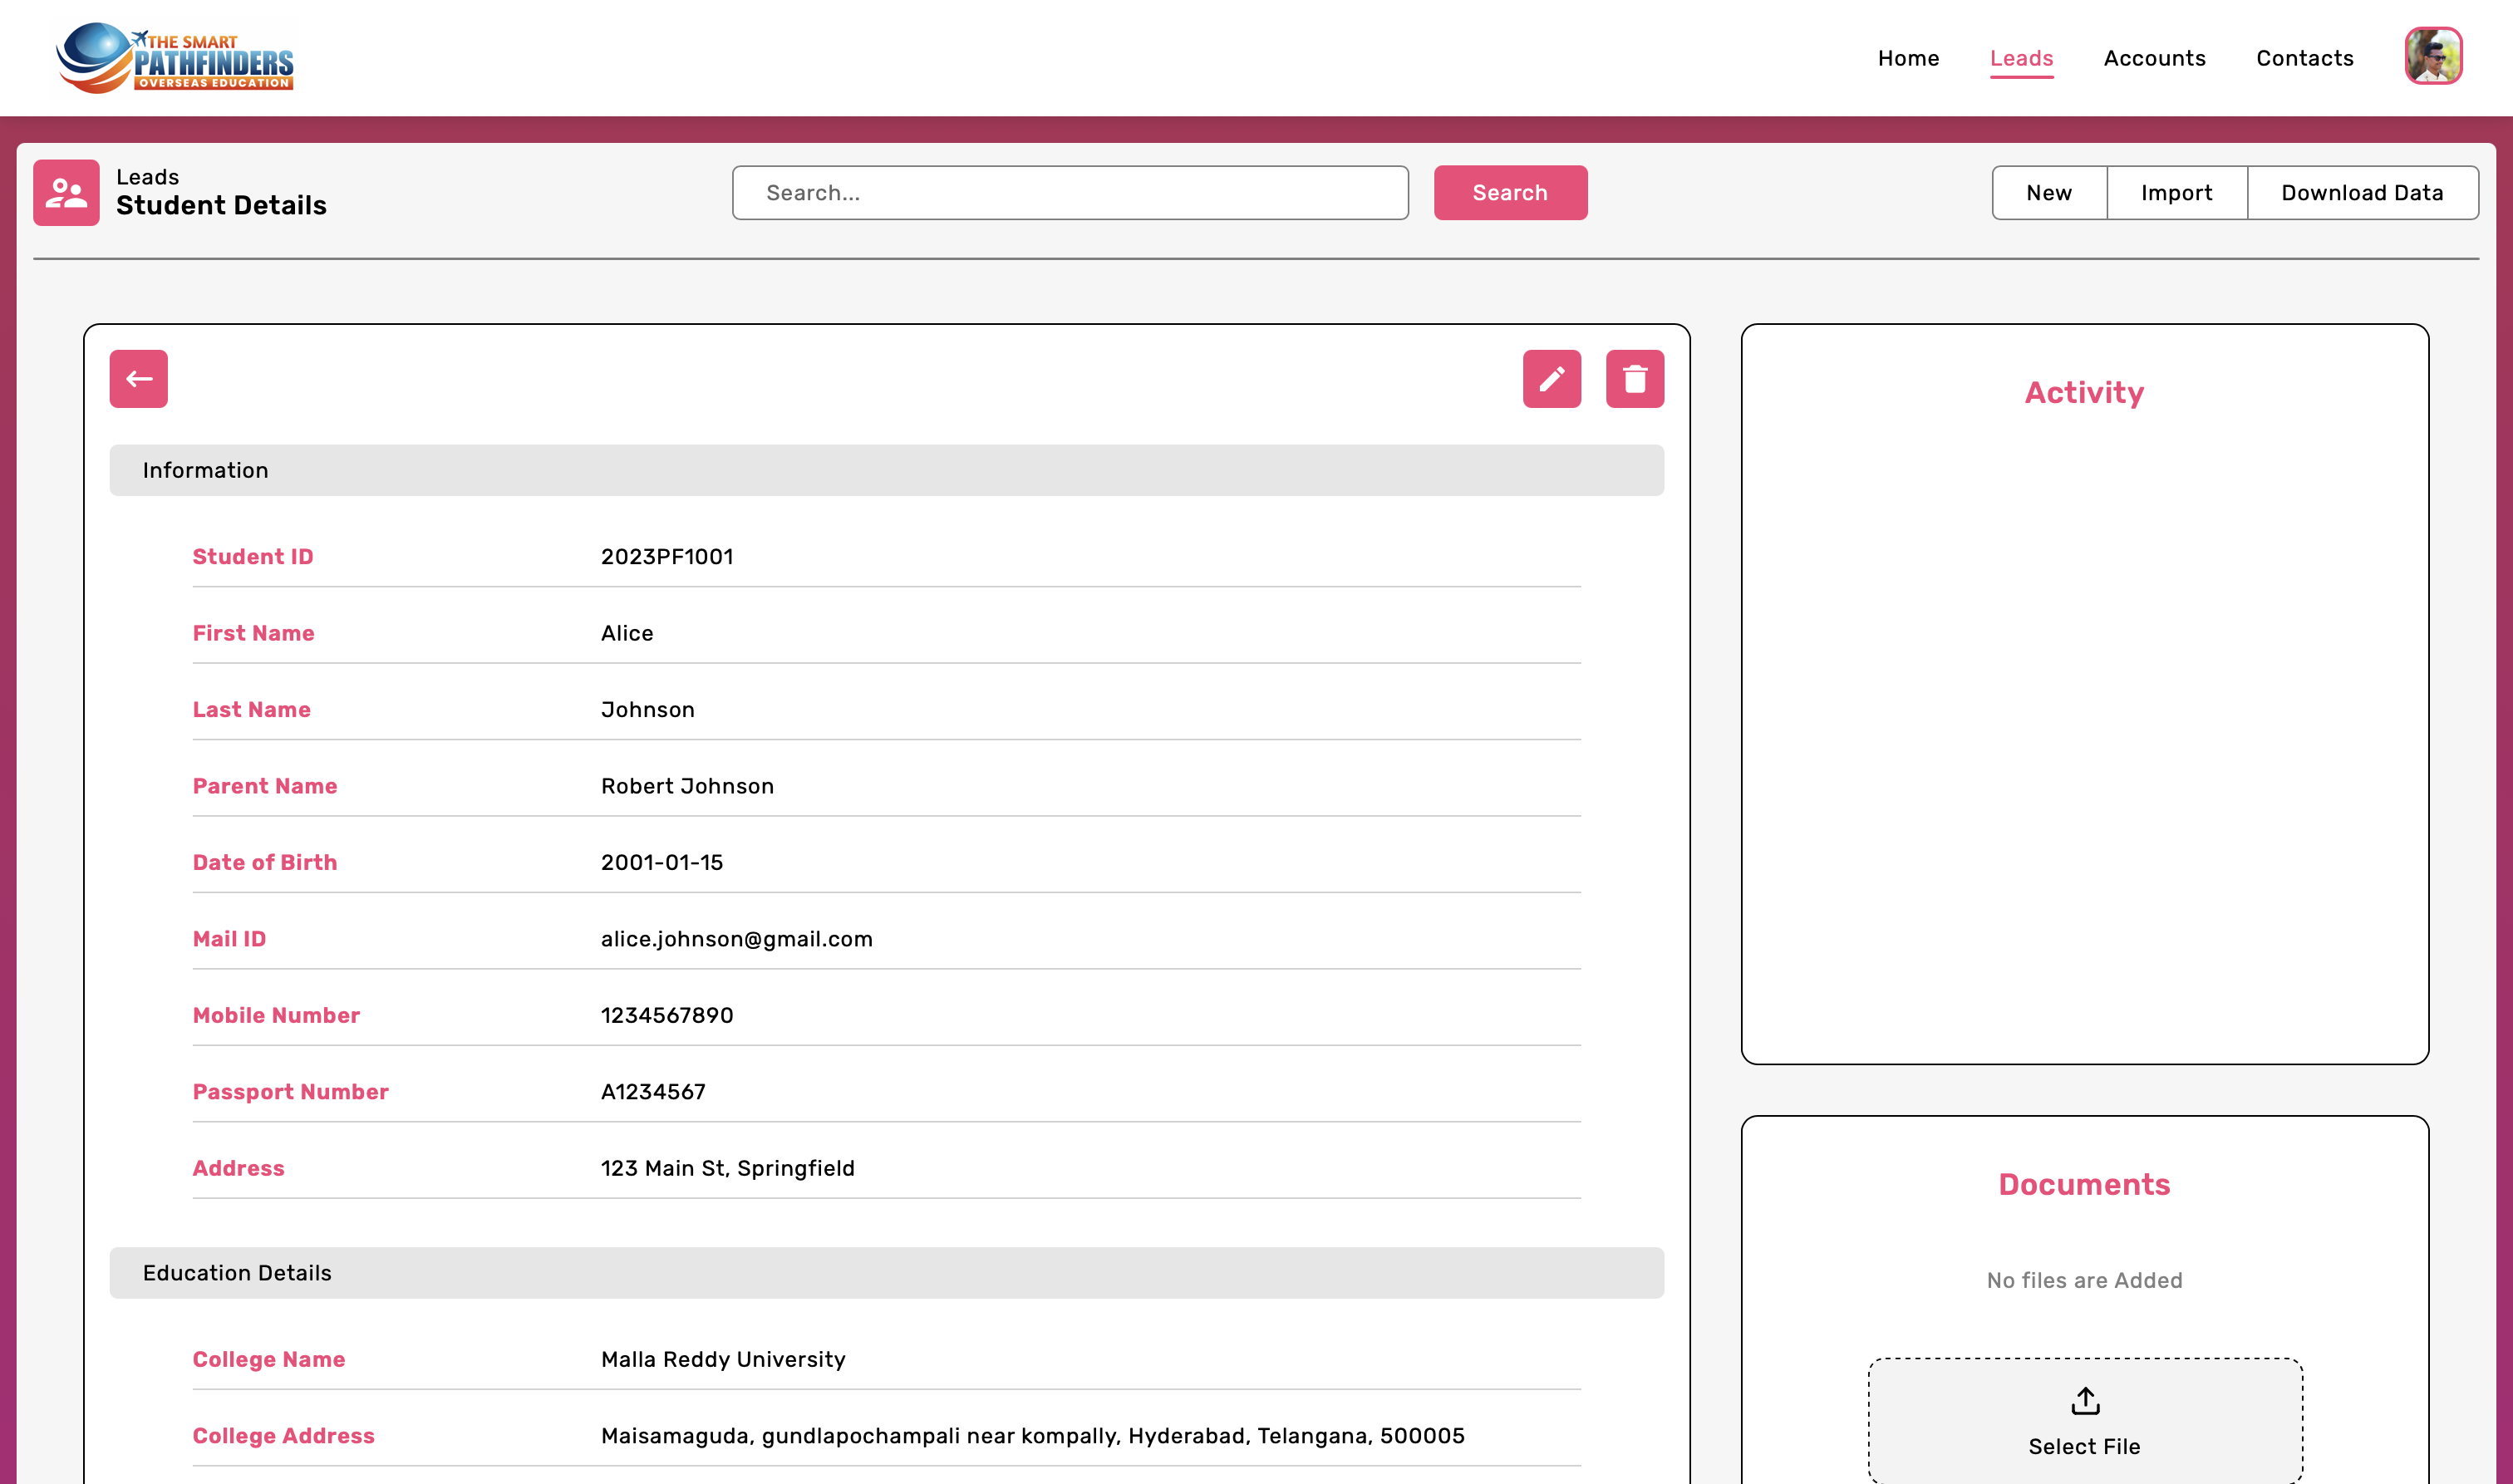 THE SMART
PATHFINDERS
OVERSEAS EDUCATION
Home Leads Accounts Contacts
Leads
Student Details
Search...
Search
New Import Download Data
Information
Student ID 2023PF1001
First Name Alice
Last Name Johnson
Parent Name Robert Johnson
Date of Birth 2001-01-15
Mail ID alice.johnson@gmail.com
Mobile Number 1234567890
Passport Number A1234567
Address 123 Main St, Springfield
Education Details
College Name Malla Reddy University
College Address Maisamaguda, gundlapochampali near kompally, Hyderabad, Telangana, 500005
Activity
Documents
No files are Added
Select File